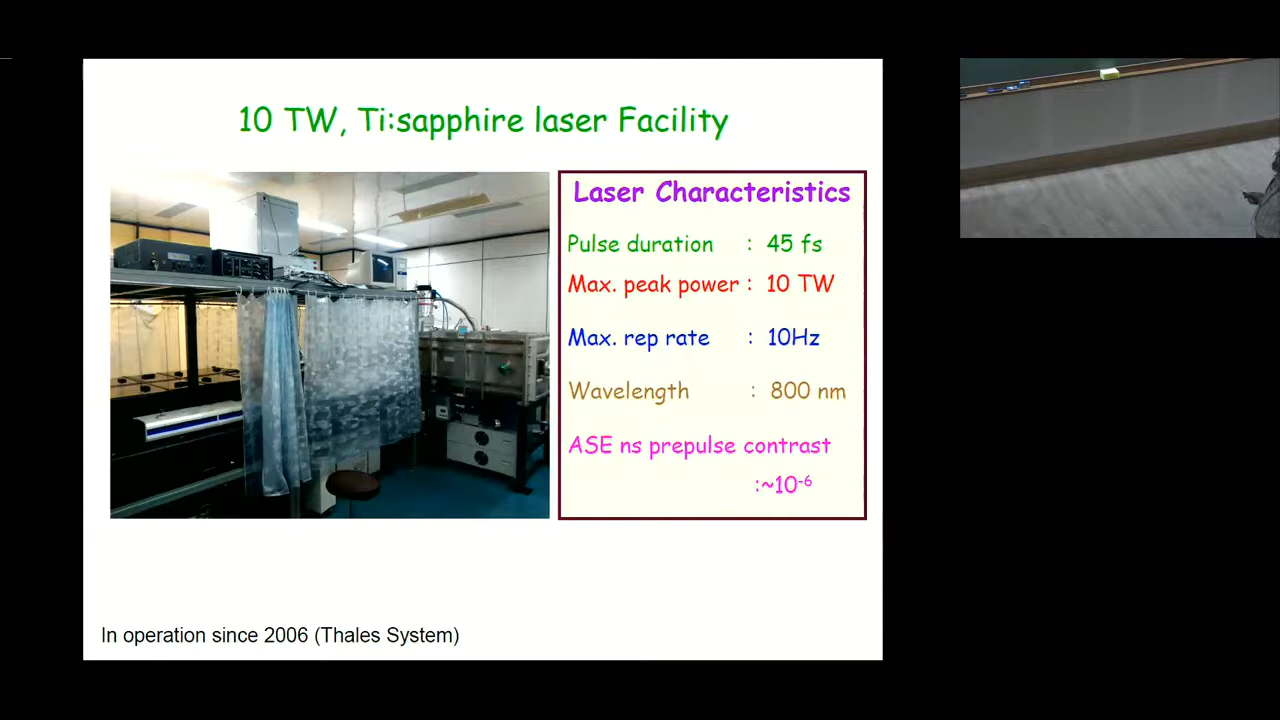 10 TW, Ti:sapphire laser Facility
Laser Characteristics
Pulse duration : 45 fs
Max. peak power : 10 TW
Max. rep rate : 10Hz
Wavelength : 800 nm
ASE ns prepulse contrast
:~10⁻⁶
In operation since 2006 (Thales System)